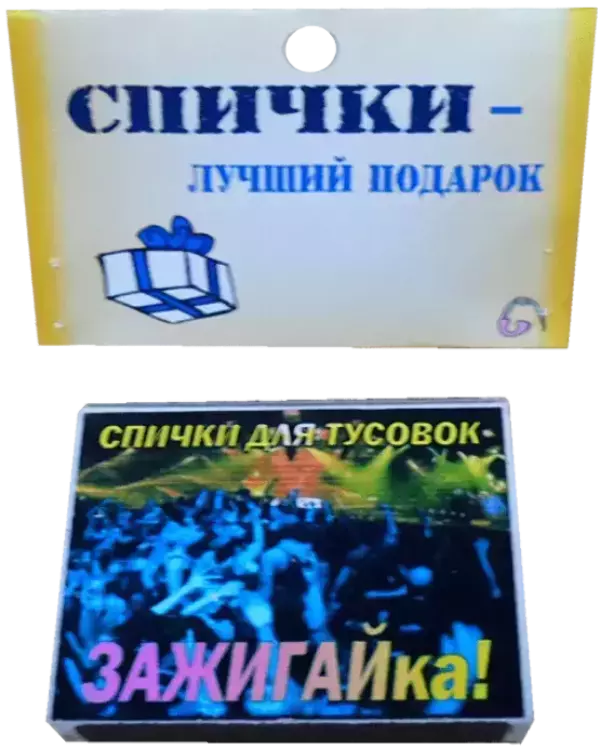 СПИЧКИ -
ЛУЧШИЙ ПОДАРОК
СПИЧКИ ДЛЯ ТУСОВОК
ЗАЖИГАЙка!